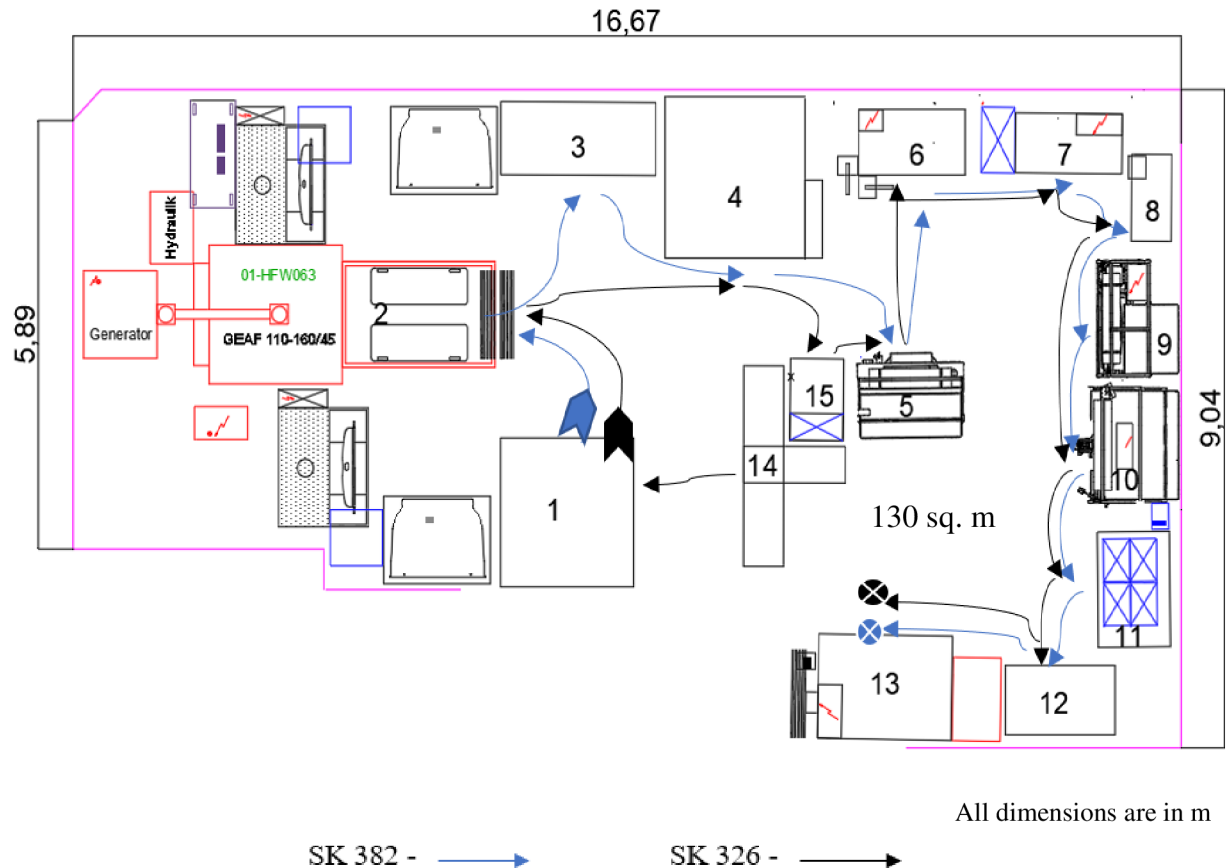 16,67
3
4
6
7
8
Hydraulik
01-HFW063
Generator
GEAF 110-160/45
2
5,89
9
15
5
9,04
14
10
1
130 sq. m
11
13
12
All dimensions are in m
SK 382 -
SK 326 -